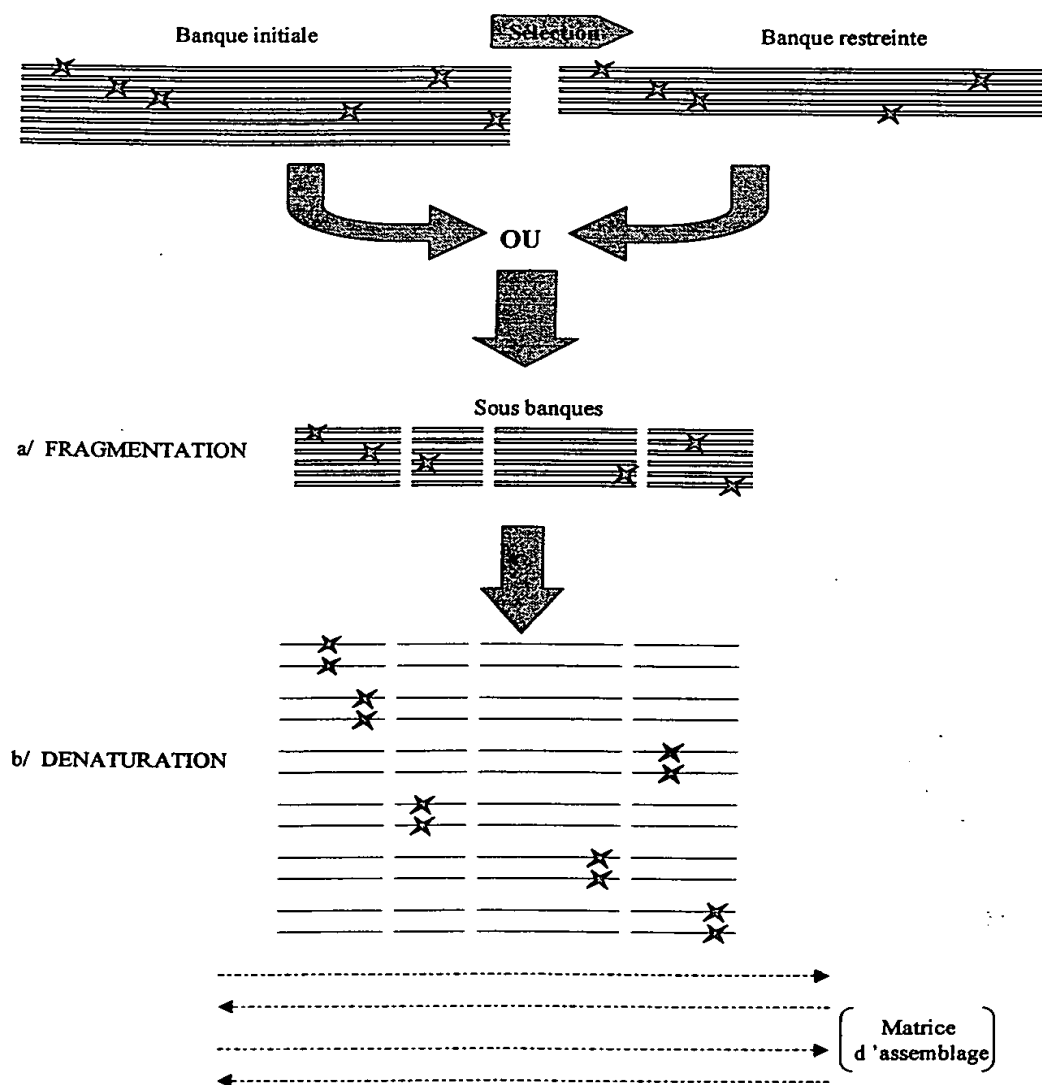 Banque initiale
Sélection
Banque restreinte
OU
Sous banques
a/ FRAGMENTATION
b/ DENATURATION
Matrice
d 'assemblage